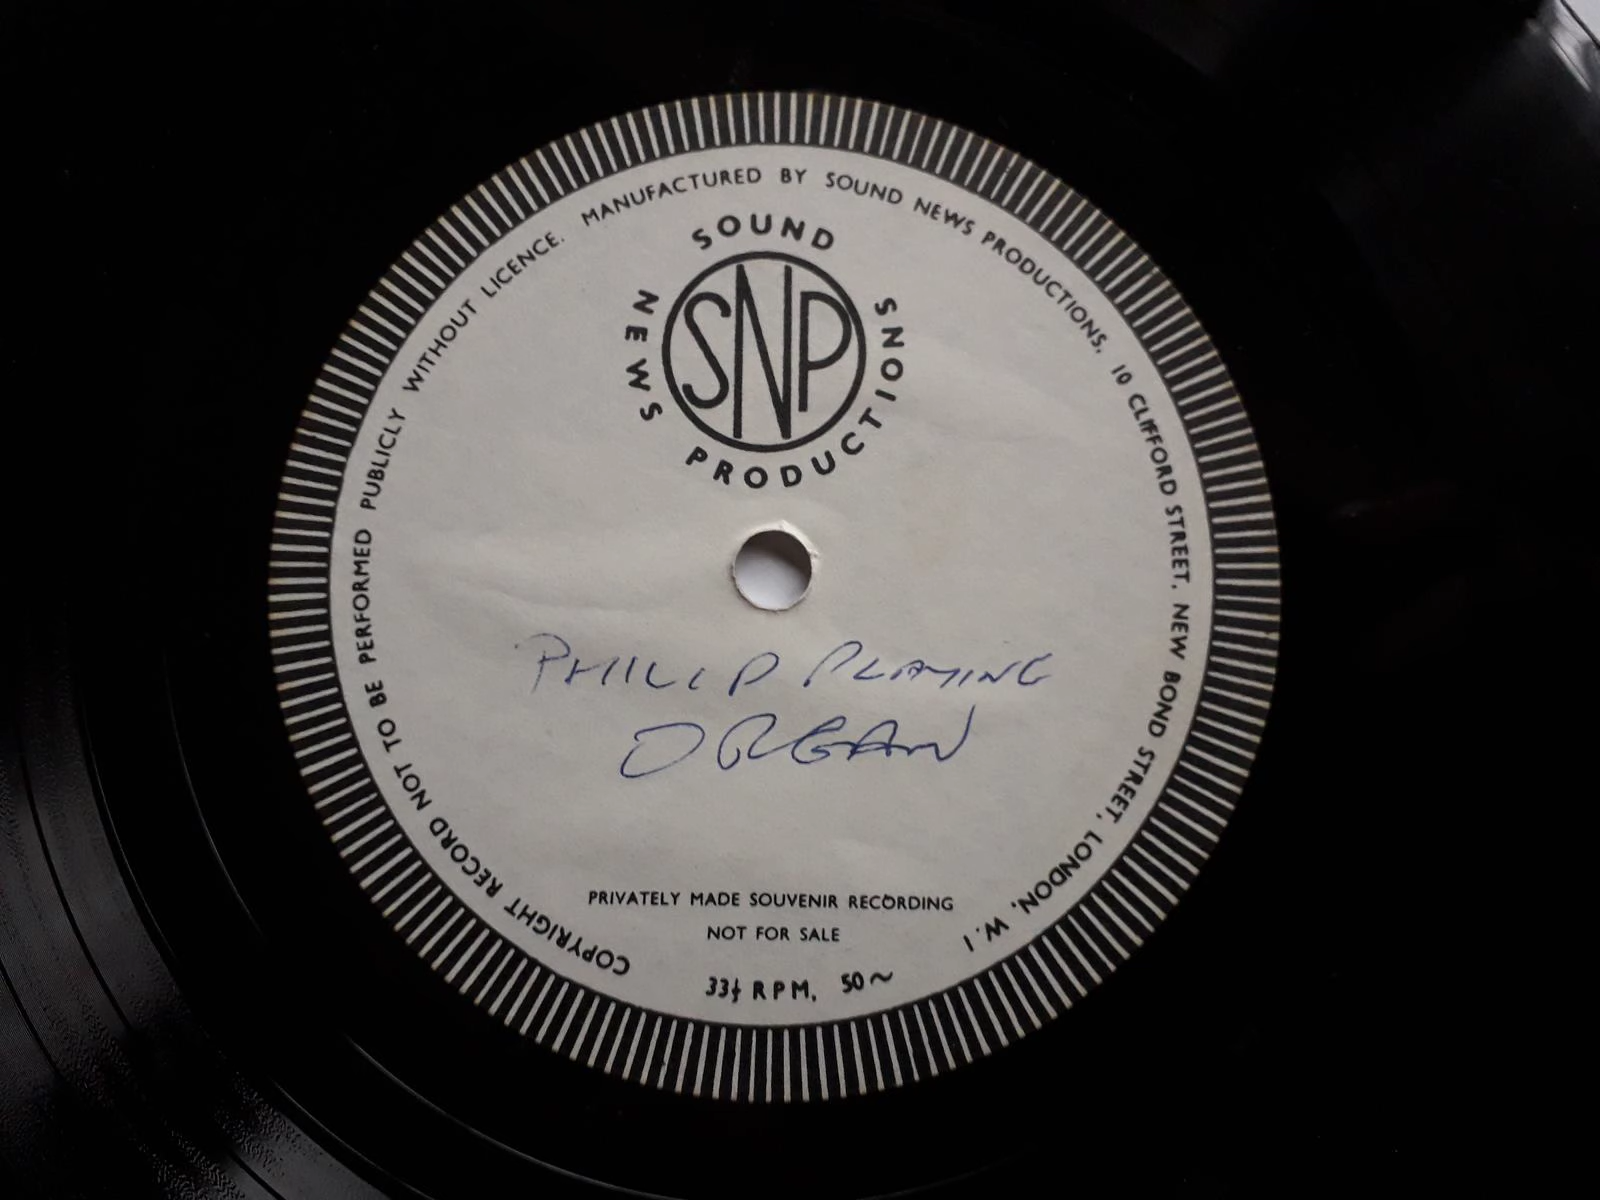 COPYRIGHT RECORD NOT TO BE PERFORMED PUBLICLY WITHOUT LICENCE. MANUFACTURED BY SOUND NEWS PRODUCTIONS, 10 CLIFFORD STREET, NEW BOND STREET, LONDON, W.1
SOUND NEWS PRODUCTIONS
SNP
PHILIP PLAYING
ORGAN
PRIVATELY MADE SOUVENIR RECORDING
NOT FOR SALE
33⅓ RPM. 50~